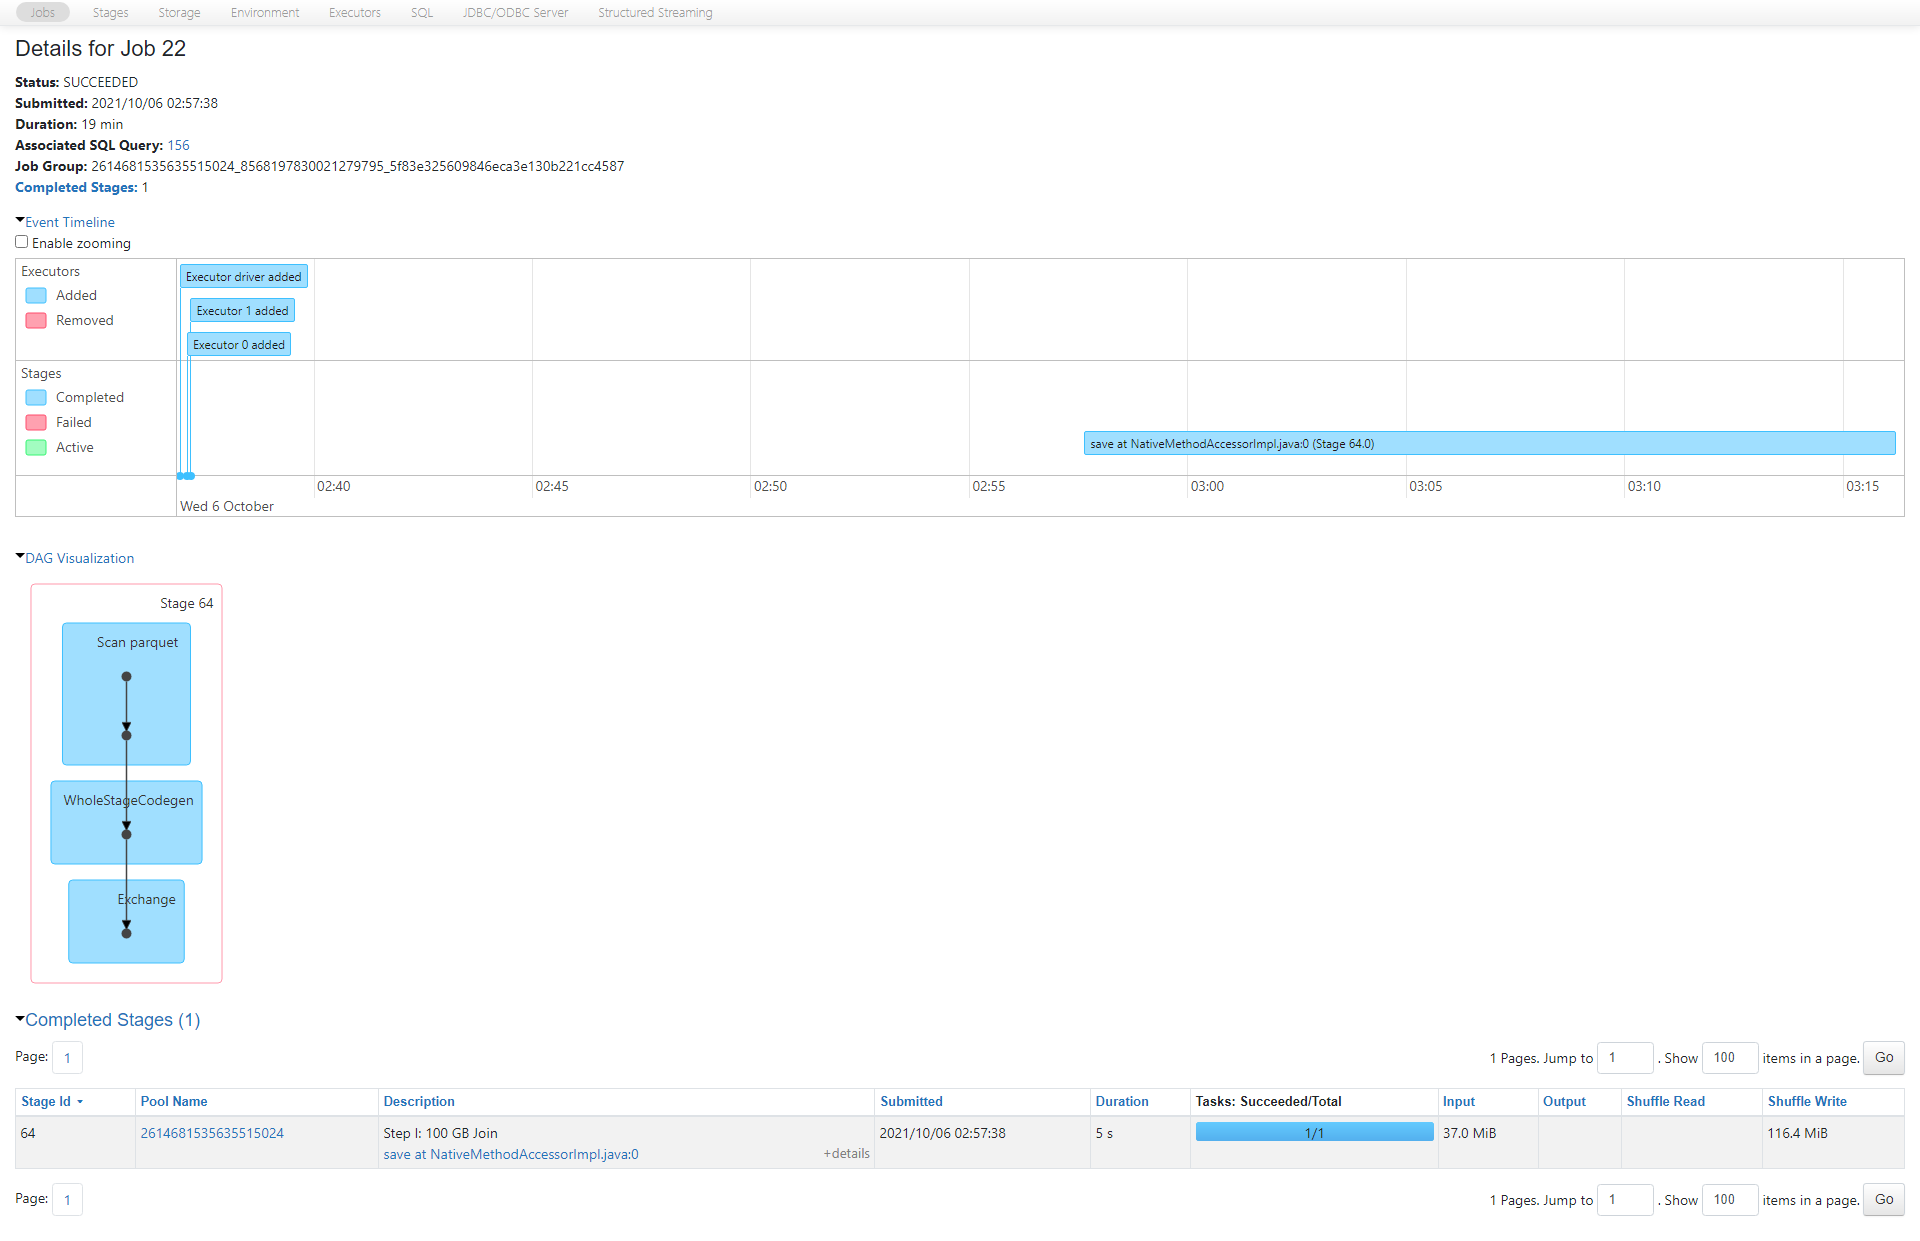 Jobs Stages Storage Environment Executors SQL JDBC/ODBC Server Structured Streaming
Details for Job 22
Status: SUCCEEDED
Submitted: 2021/10/06 02:57:38
Duration: 19 min
Associated SQL Query: 156
Job Group: 2614681535635515024_8568197830021279795_5f83e325609846eca3e130b221cc4587
Completed Stages: 1
Event Timeline
Enable zooming
Executors
Added
Removed
Executor driver added
Executor 1 added
Executor 0 added
Stages
Completed
Failed
Active
save at NativeMethodAccessorImpl.java:0 (Stage 64.0)
02:40 02:45 02:50 02:55 03:00 03:05 03:10 03:15
Wed 6 October
DAG Visualization
Stage 64
Scan parquet
WholeStageCodegen
Exchange
Completed Stages (1)
Page: 1 1 Pages. Jump to 1 . Show 100 items in a page. Go
Stage Id Pool Name Description Submitted Duration Tasks: Succeeded/Total Input Output Shuffle Read Shuffle Write
64 2614681535635515024 Step I: 100 GB Join 2021/10/06 02:57:38 5 s 1/1 37.0 MiB 116.4 MiB
save at NativeMethodAccessorImpl.java:0 +details
Page: 1 1 Pages. Jump to 1 . Show 100 items in a page. Go